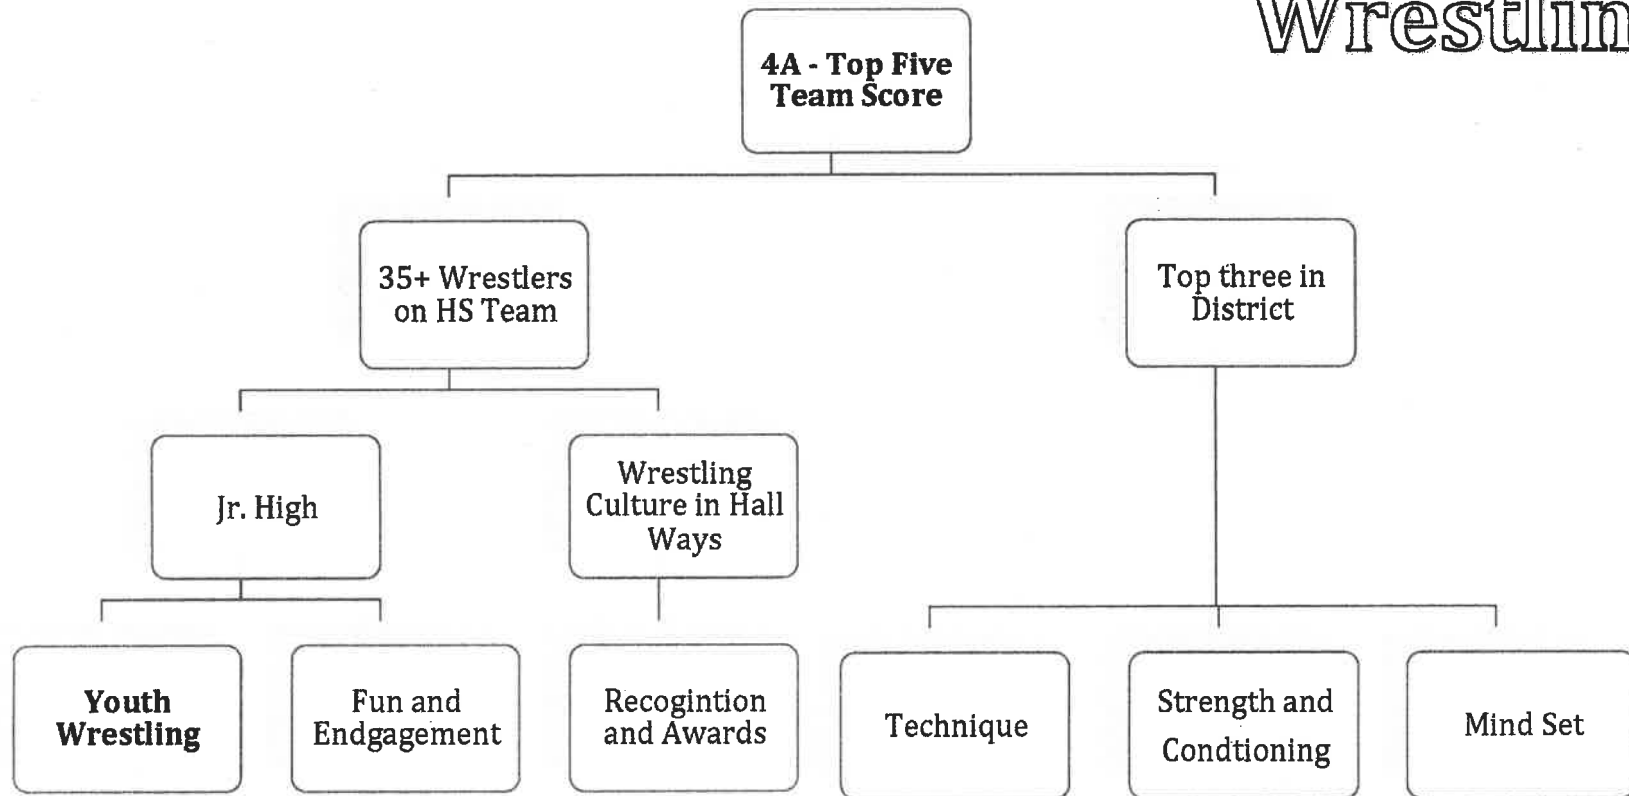 Wrestlin
4A - Top Five
Team Score
35+ Wrestlers
on HS Team
Top three in
District
Jr. High
Wrestling
Culture in Hall
Ways
Youth
Wrestling
Fun and
Endgagement
Recogintion
and Awards
Technique
Strength and
Condtioning
Mind Set